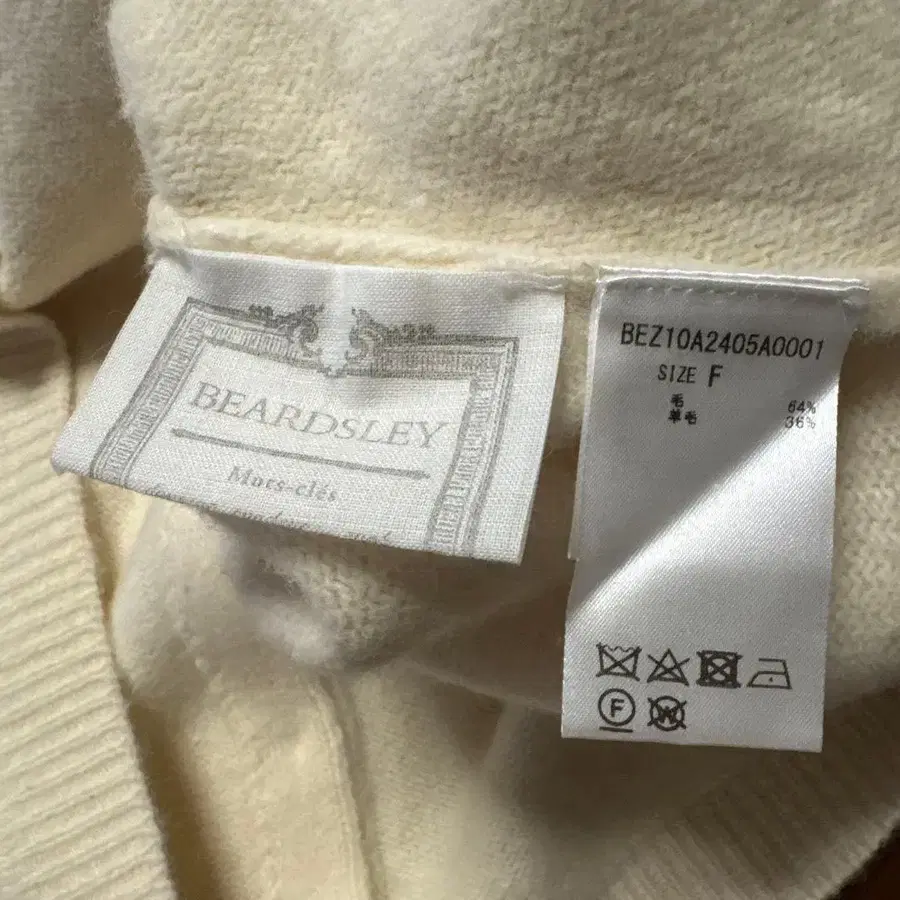 BEARDSLEY
Mots-clés
BEZ10A2405A0001
SIZE F
毛 64%
羊毛 36%
F
W